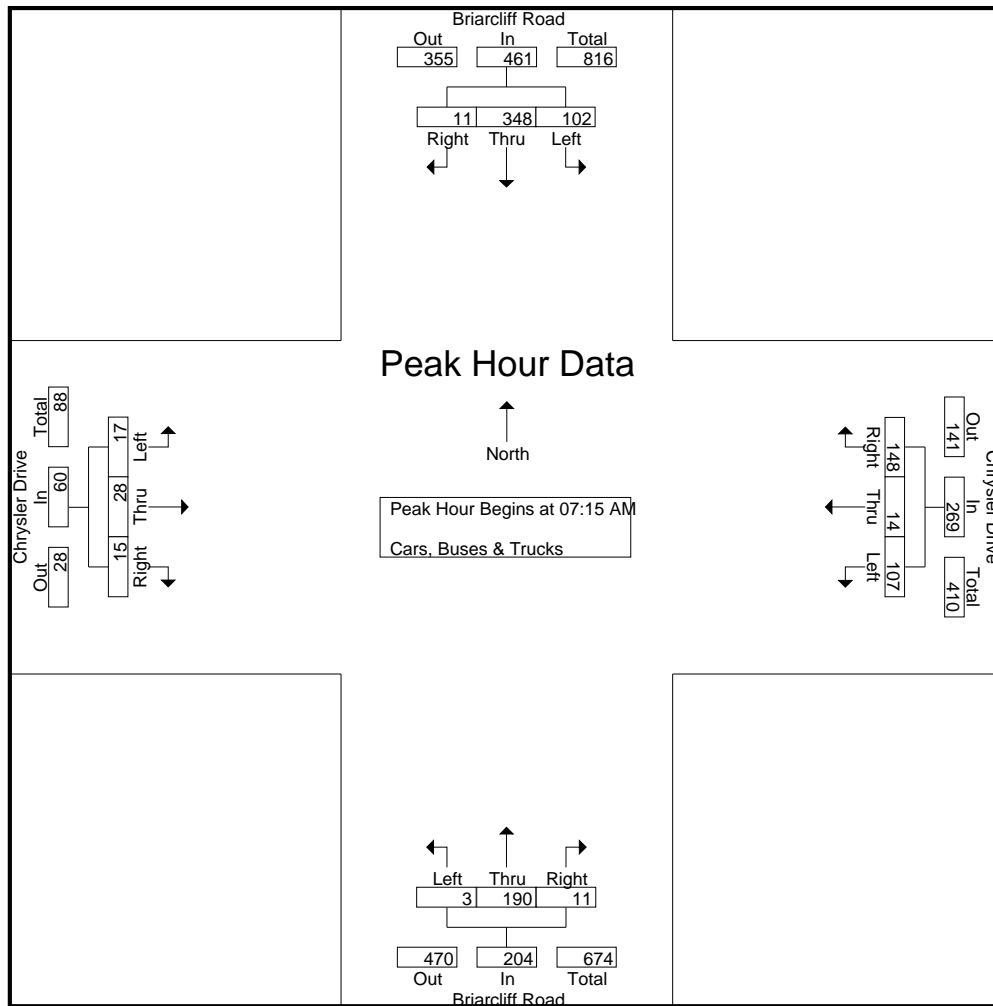 Briarcliff Road
Out In Total
355 461 816
11 348 102
Right Thru Left
Peak Hour Data
North
Peak Hour Begins at 07:15 AM
Cars, Buses & Trucks
Chrysler Drive
Total In Out
88 60 28
17 28 15
Left Thru Right
Chrysler Drive
Out In Total
141 269 410
148 14 107
Right Thru Left
Left Thru Right
3 190 11
470 204 674
Out In Total
Briarcliff Road